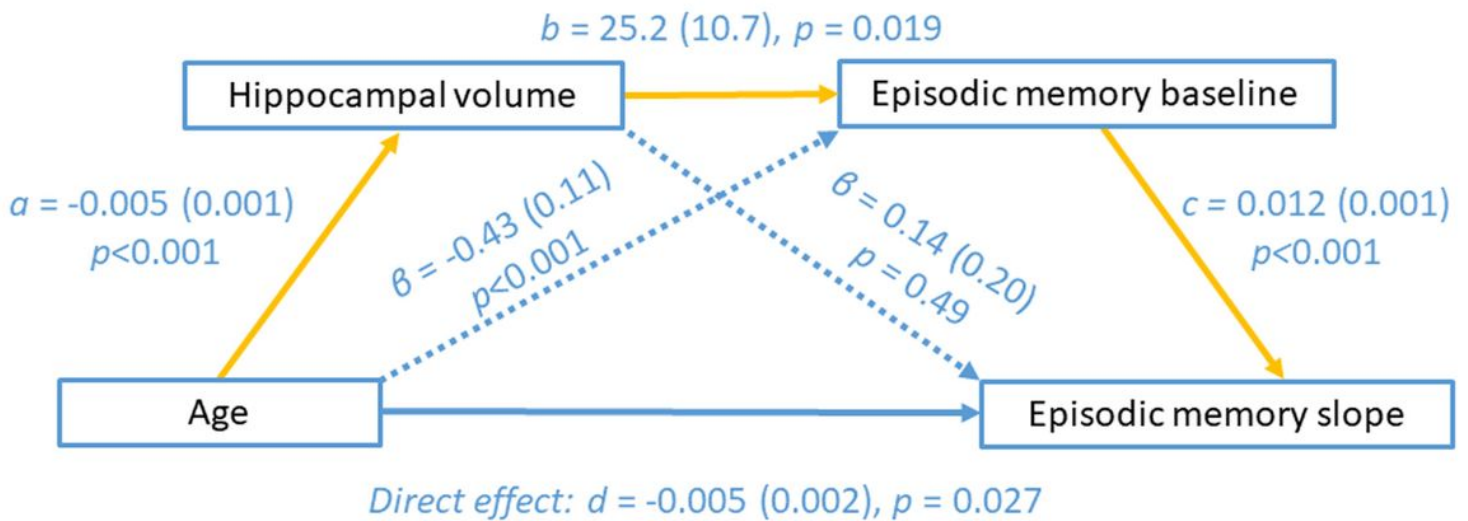 b = 25.2 (10.7), p = 0.019
Hippocampal volume
Episodic memory baseline
a = -0.005 (0.001)
p<0.001
β = -0.43 (0.11)
p<0.001
β = 0.14 (0.20)
p = 0.49
c = 0.012 (0.001)
p<0.001
Age
Episodic memory slope
Direct effect: d = -0.005 (0.002), p = 0.027